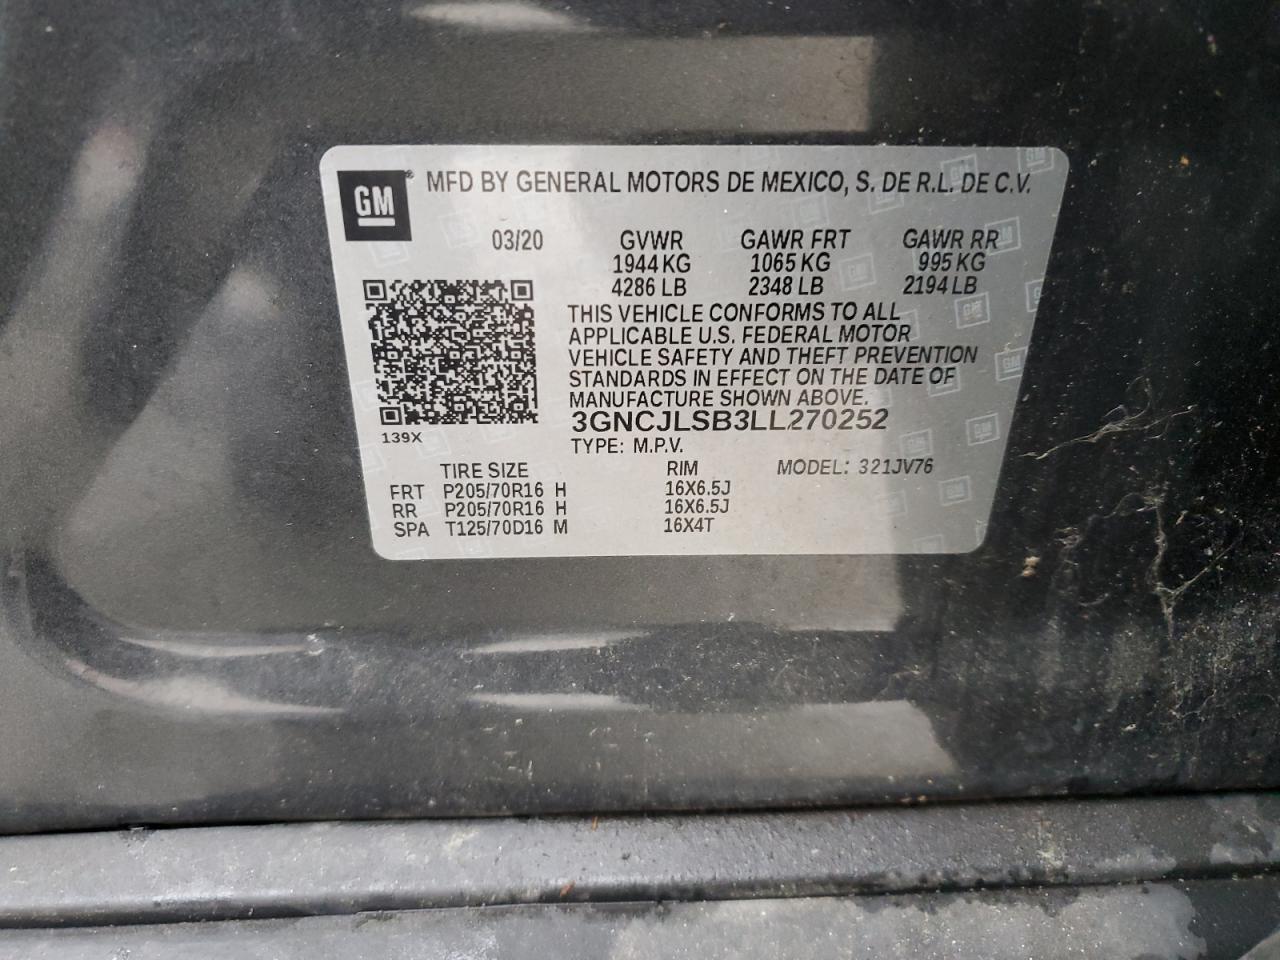 GM® MFD BY GENERAL MOTORS DE MEXICO, S. DE R.L. DE C.V.
03/20 GVWR GAWR FRT GAWR RR
1944 KG 1065 KG 995 KG
4286 LB 2348 LB 2194 LB
THIS VEHICLE CONFORMS TO ALL
APPLICABLE U.S. FEDERAL MOTOR
VEHICLE SAFETY AND THEFT PREVENTION
STANDARDS IN EFFECT ON THE DATE OF
MANUFACTURE SHOWN ABOVE.
3GNCJLSB3LL270252
139X TYPE: M.P.V.
TIRE SIZE RIM MODEL: 321JV76
FRT P205/70R16 H 16X6.5J
RR P205/70R16 H 16X6.5J
SPA T125/70D16 M 16X4T